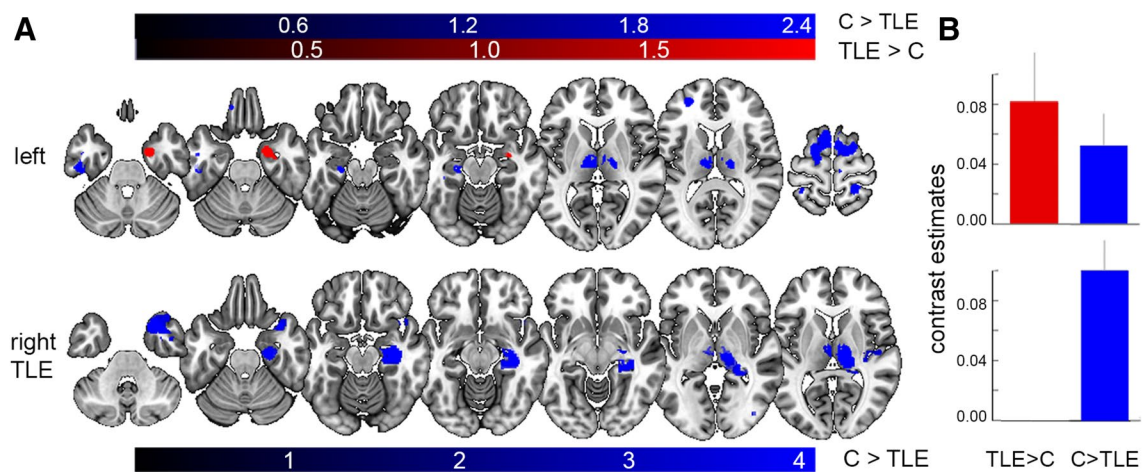 A
0.6 1.2 1.8 2.4 C > TLE
0.5 1.0 1.5 TLE > C
left
right
TLE
1 2 3 4 C > TLE
B
contrast estimates
0.08
0.04
0.00
0.08
0.04
0.00
TLE>C C>TLE